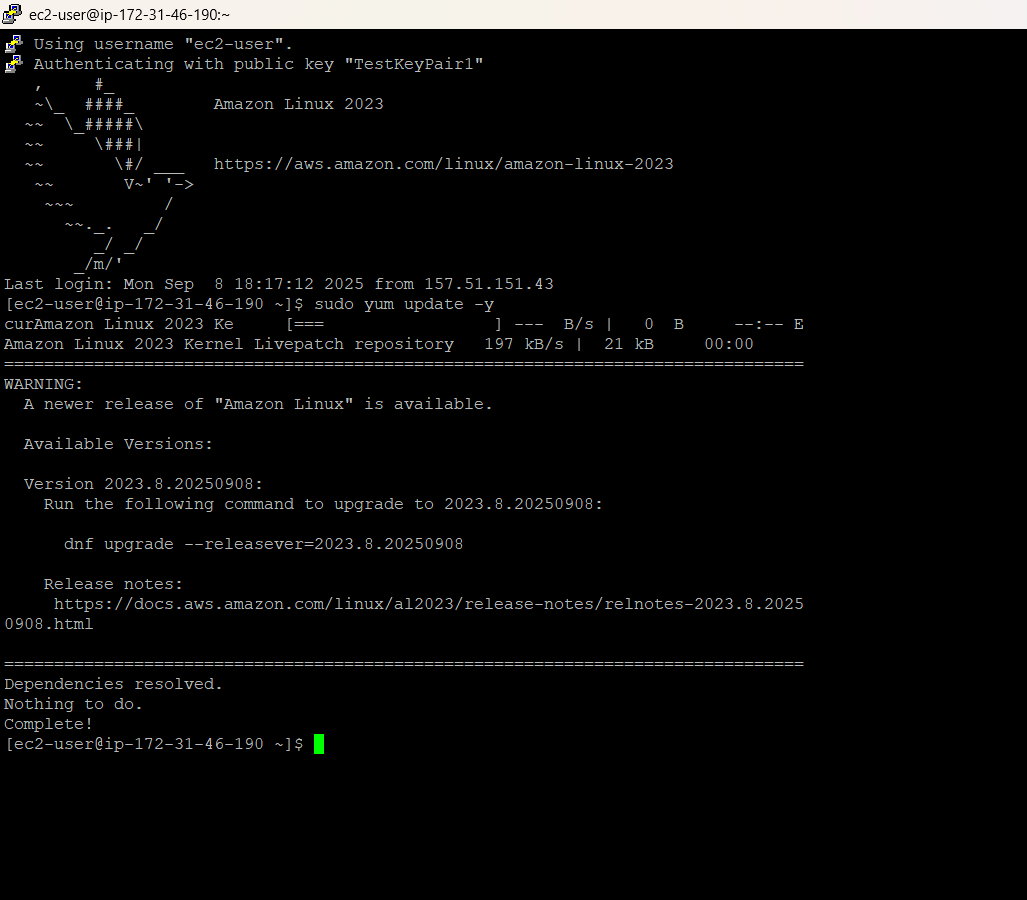 ec2-user@ip-172-31-46-190:~
Using username "ec2-user".
Authenticating with public key "TestKeyPair1"
   ,     #_
   ~\_  ####_        Amazon Linux 2023
  ~~  \_#####\
  ~~     \###|
  ~~       \#/ ___   https://aws.amazon.com/linux/amazon-linux-2023
   ~~       V~' '->
    ~~~         /
      ~~._.   _/
         _/ _/
       _/m/'
Last login: Mon Sep  8 18:17:12 2025 from 157.51.151.43
[ec2-user@ip-172-31-46-190 ~]$ sudo yum update -y
curAmazon Linux 2023 Ke     [===                 ] ---  B/s |   0  B     --:-- E
Amazon Linux 2023 Kernel Livepatch repository   197 kB/s |  21 kB     00:00
================================================================================
WARNING:
  A newer release of "Amazon Linux" is available.

  Available Versions:

  Version 2023.8.20250908:
    Run the following command to upgrade to 2023.8.20250908:

      dnf upgrade --releasever=2023.8.20250908

    Release notes:
     https://docs.aws.amazon.com/linux/al2023/release-notes/relnotes-2023.8.2025
0908.html

================================================================================
Dependencies resolved.
Nothing to do.
Complete!
[ec2-user@ip-172-31-46-190 ~]$